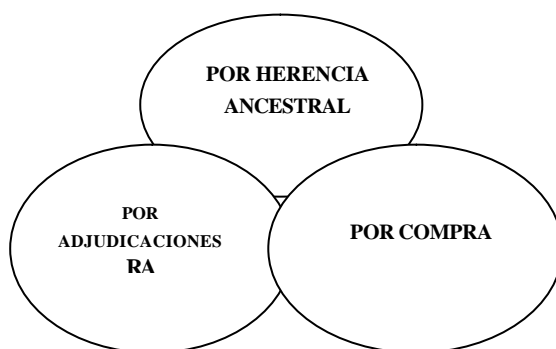 POR HERENCIA
ANCESTRAL
POR
ADJUDICACIONES
RA
POR COMPRA